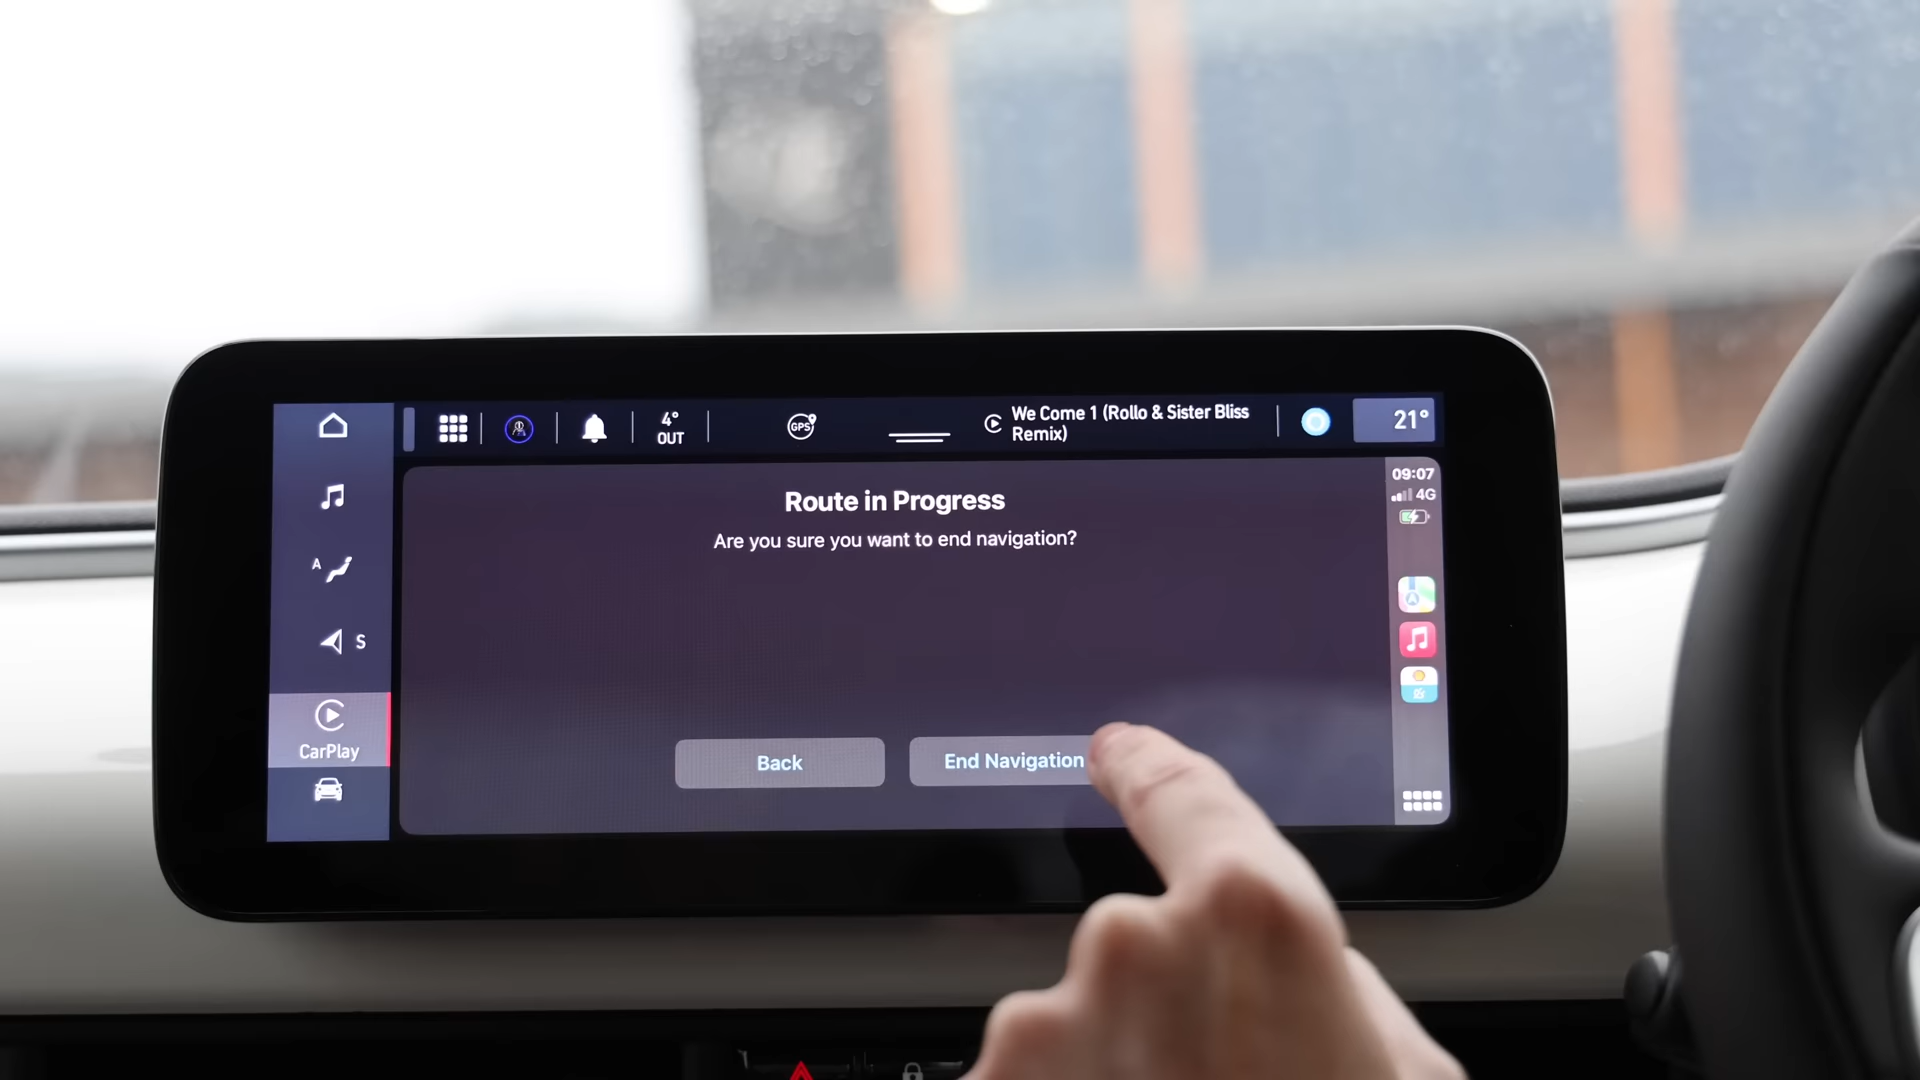 4°
OUT
GPS
We Come 1 (Rollo & Sister Bliss
Remix)
21°
A
S
CarPlay
Route in Progress
Are you sure you want to end navigation?
Back
End Navigation
09:07
4G